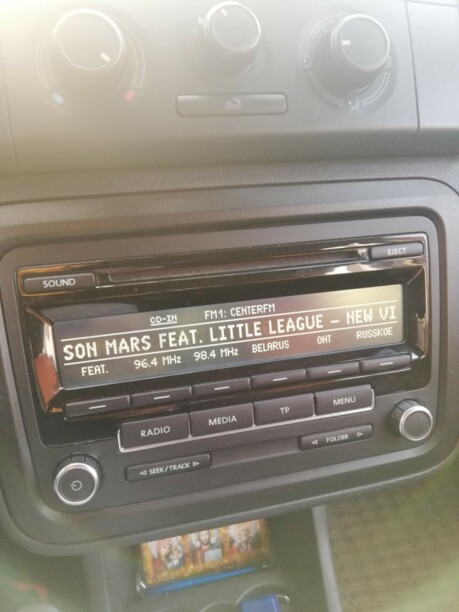 EJECT
SOUND
CD-IN FM1: CENTERFM
SON MARS FEAT. LITTLE LEAGUE - NEW VI
FEAT. 96.4 MHz 98.4 MHz BELARUS OHT RUSSKOE
RADIO MEDIA TP MENU
SEEK/TRACK FOLDER